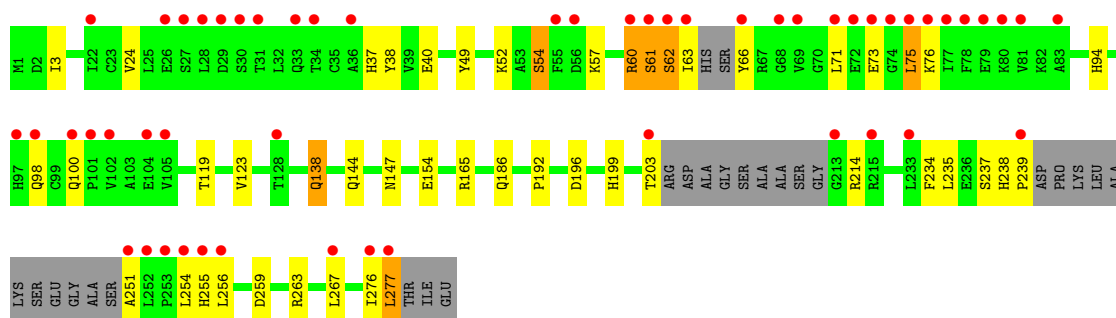 M1 D2 I3 I22 C23 V24 L25 E26 S27 L28 D29 S30 T31 L32 Q33 T34 C35 A36 H37 Y38 V39 E40 Y49 K52 A53 S54 F55 D56 K57 R60 S61 S62 I63 HIS SER Y66 R67 G68 V69 G70 L71 E72 E73 G74 L75 K76 I77 F78 E79 K80 V81 K82 A83 H94
H97 Q98 C99 Q100 P101 V102 A103 E104 V105 T119 V123 T128 Q138 Q144 N147 E154 R165 Q186 P192 D196 H199 T203 ARG ASP ALA GLY SER ALA ALA SER GLY G213 R214 R215 L233 F234 L235 E236 S237 H238 P239 ASP PRO LYS LYS LEU ALA
LYS SER GLU GLY ALA SER A251 L252 P253 L254 H255 L256 D259 R263 L267 I276 L277 THR ILE GLU